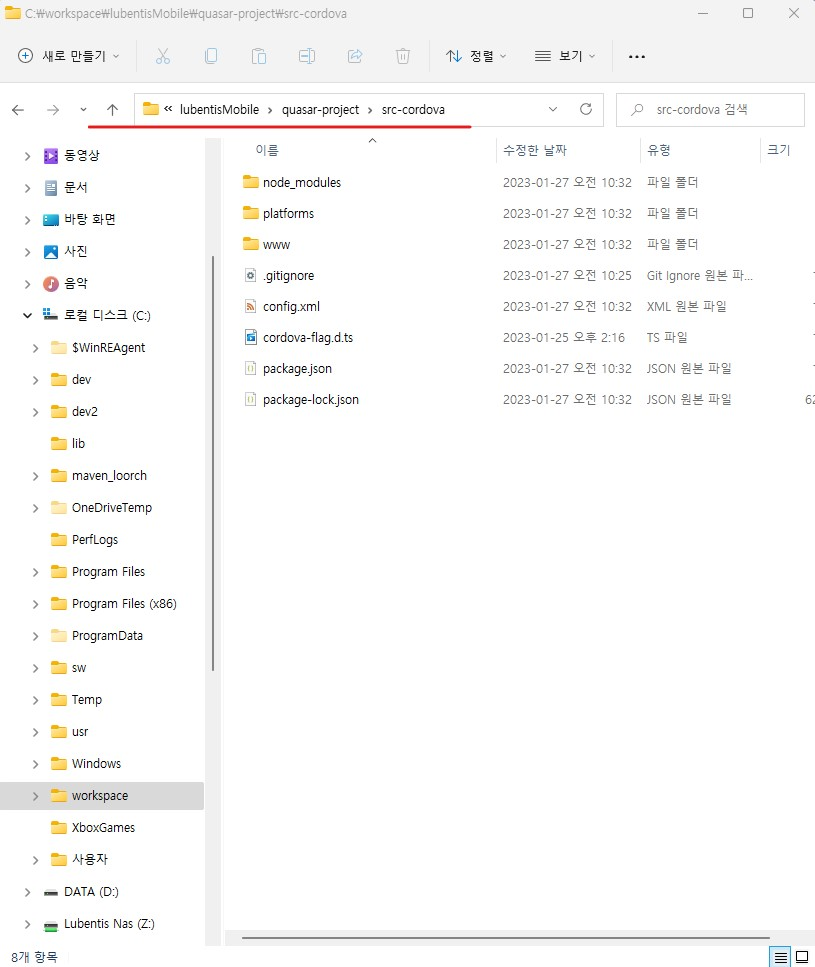 C:￦workspace￦lubentisMobile￦quasar-project￦src-cordova
새로 만들기
정렬
보기
« lubentisMobile > quasar-project > src-cordova
src-cordova 검색
동영상
문서
바탕 화면
사진
음악
로컬 디스크 (C:)
$WinREAgent
dev
dev2
lib
maven_loorch
OneDriveTemp
PerfLogs
Program Files
Program Files (x86)
ProgramData
sw
Temp
usr
Windows
workspace
XboxGames
사용자
DATA (D:)
Lubentis Nas (Z:)
이름 수정한 날짜 유형 크기
node_modules 2023-01-27 오전 10:32 파일 폴더
platforms 2023-01-27 오전 10:32 파일 폴더
www 2023-01-27 오전 10:32 파일 폴더
.gitignore 2023-01-27 오전 10:25 Git Ignore 원본 파...
config.xml 2023-01-27 오전 10:32 XML 원본 파일
cordova-flag.d.ts 2023-01-25 오후 2:16 TS 파일
package.json 2023-01-27 오전 10:32 JSON 원본 파일
package-lock.json 2023-01-27 오전 10:32 JSON 원본 파일
8개 항목